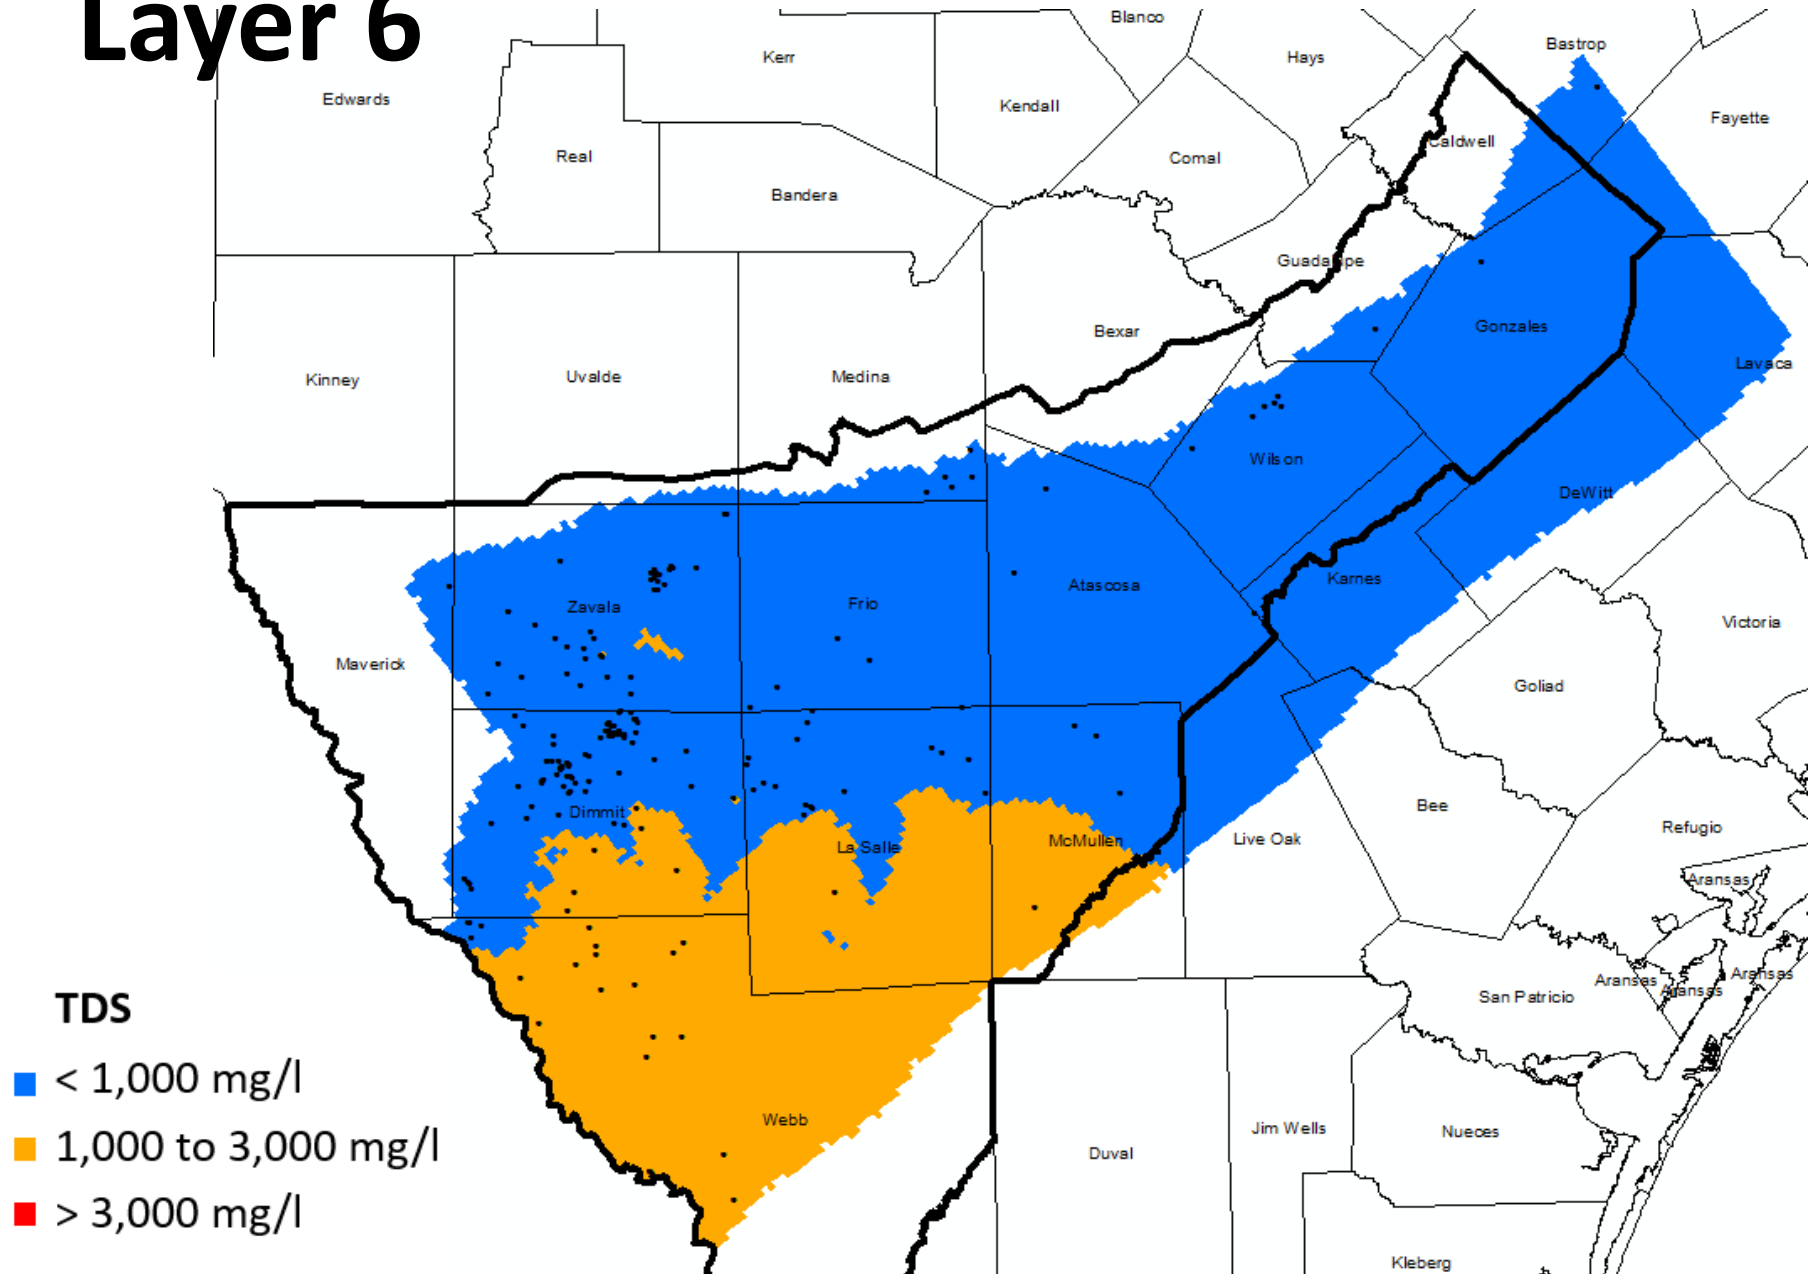 Layer 6
Blanco
Bastrop
Kerr
Hays
Edwards
Kendall
Fayette
Caldwell
Real
Comal
Bandera
Guadalupe
Gonzales
Bexar
Lavaca
Kinney
Uvalde
Medina
Wilson
DeWitt
Karnes
Atascosa
Zavala
Frio
Victoria
Maverick
Goliad
Bee
Dimmit
Refugio
La Salle
McMullen
Live Oak
Aransas
Aransas
Aransas
Aransas
San Patricio
Webb
Jim Wells
Nueces
Duval
Kleberg
TDS
< 1,000 mg/l
1,000 to 3,000 mg/l
> 3,000 mg/l